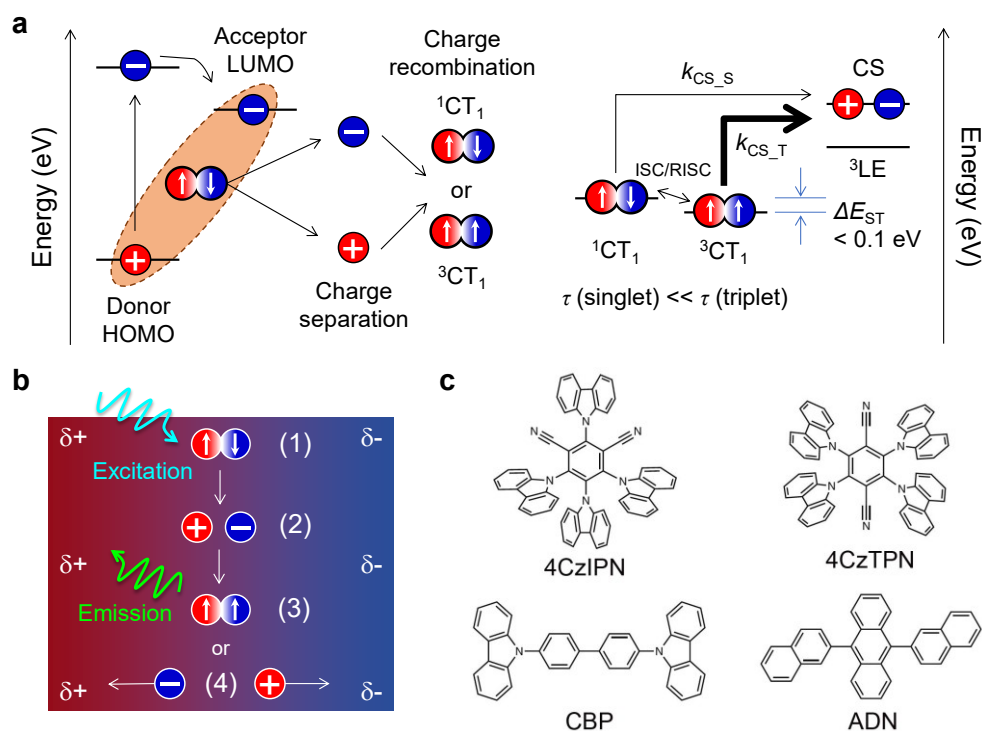 a
Energy (eV)
Acceptor
LUMO
Donor
HOMO
Charge
separation
Charge
recombination
¹CT₁
or
³CT₁
k_CS_S
CS
k_CS_T
³LE
ISC/RISC
ΔE_ST
< 0.1 eV
¹CT₁
³CT₁
τ (singlet) << τ (triplet)
Energy (eV)
b
δ+
(1)
δ-
Excitation
(2)
δ+
δ-
Emission
(3)
or
δ+
(4)
δ-
c
N
N
N
N
N
N
4CzIPN
N
N
N
N
N
N
4CzTPN
N
N
CBP
ADN